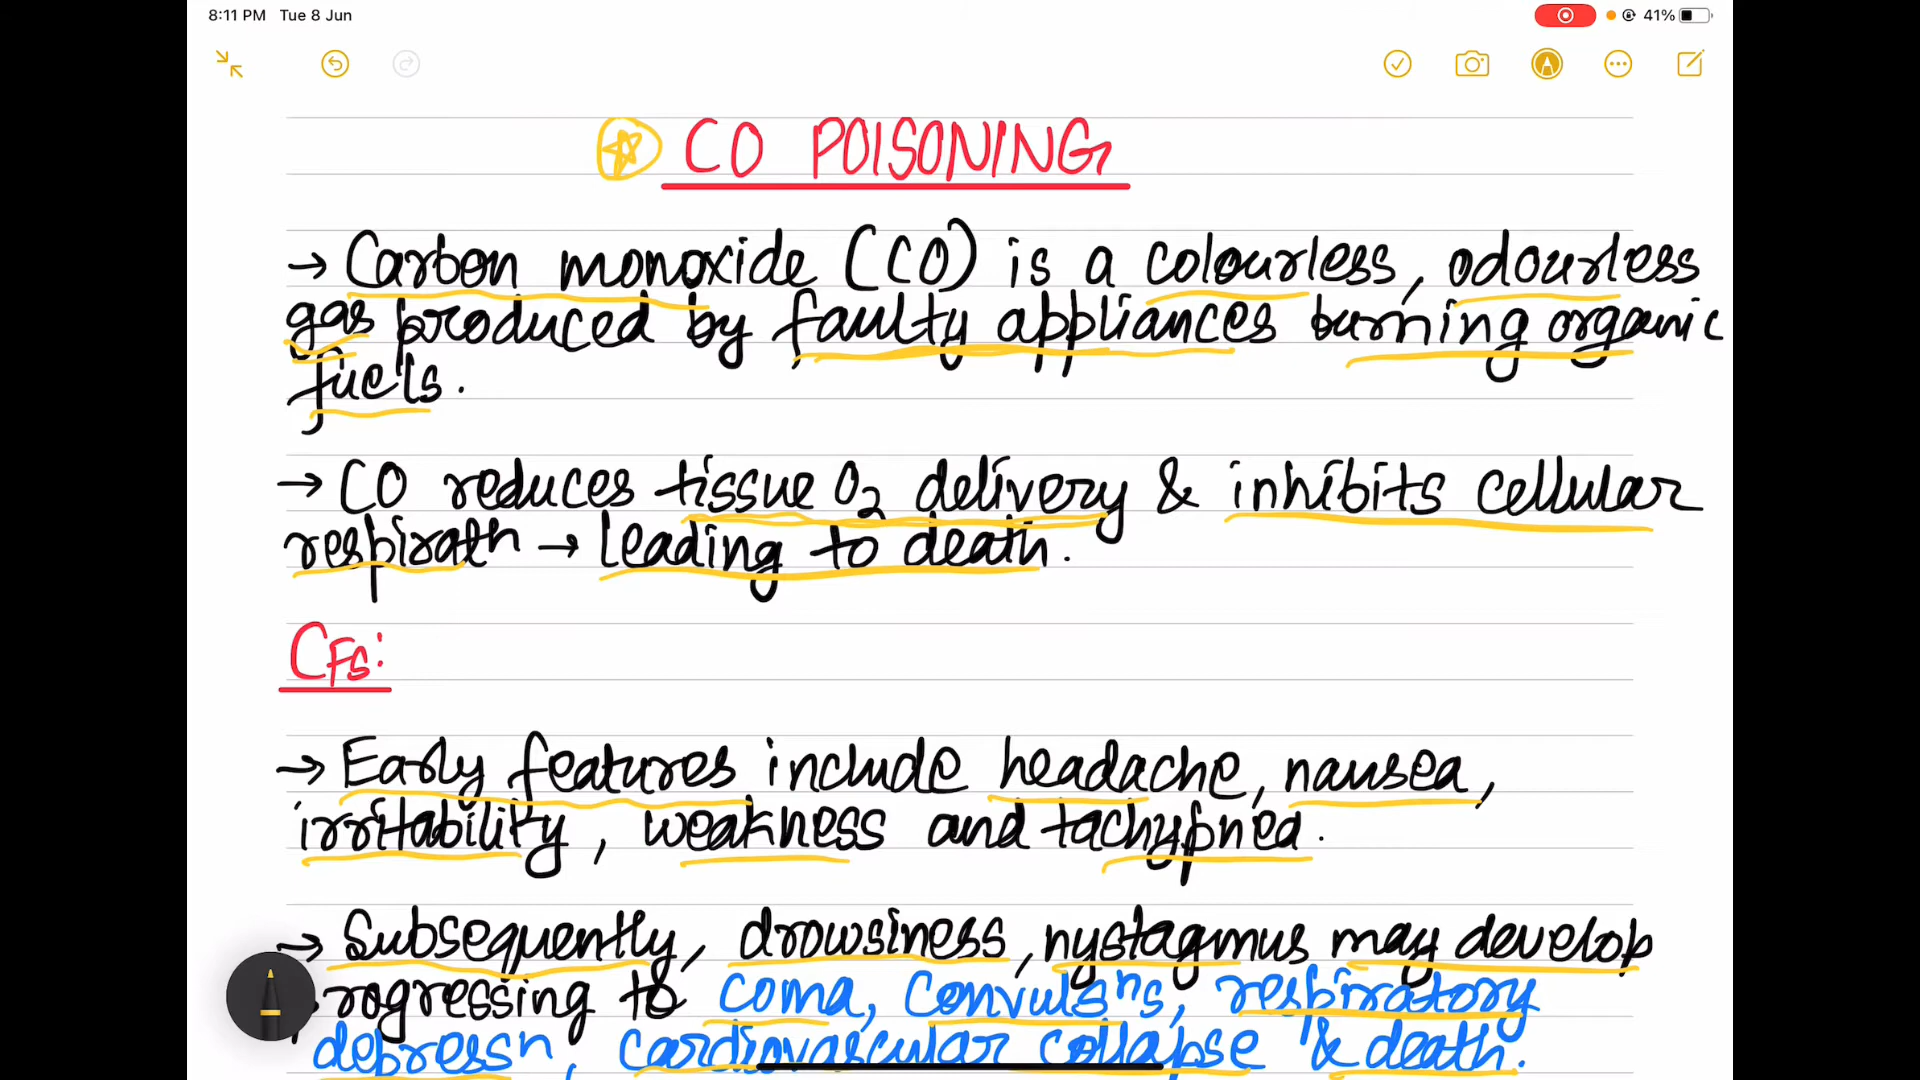 8:11 PM Tue 8 Jun
41%
CO POISONING
→ Carbon monoxide (CO) is a colourless, odourless
gas produced by faulty appliances burning organic
fuels.
→ CO reduces tissue O₂ delivery & inhibits cellular
respiratn → leading to death.
CFs:
→ Early features include headache, nausea,
irritability, weakness and tachypnea.
→ Subsequently, drowsiness, nystagmus may develop
progressing to coma, Convulsⁿs, respiratory
depressn, cardiovascular collapse & death.